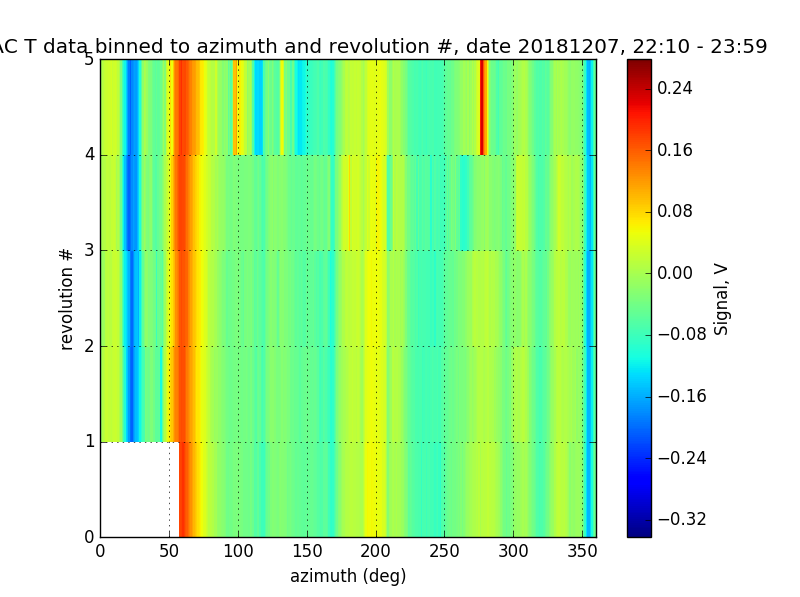 T data binned to azimuth and revolution #, date 20181207, 22:10 - 23:59
5
4
3
2
1
0
revolution #
0 50 100 150 200 250 300 350
azimuth (deg)
0.24
0.16
0.08
0.00
−0.08
−0.16
−0.24
−0.32
Signal, V